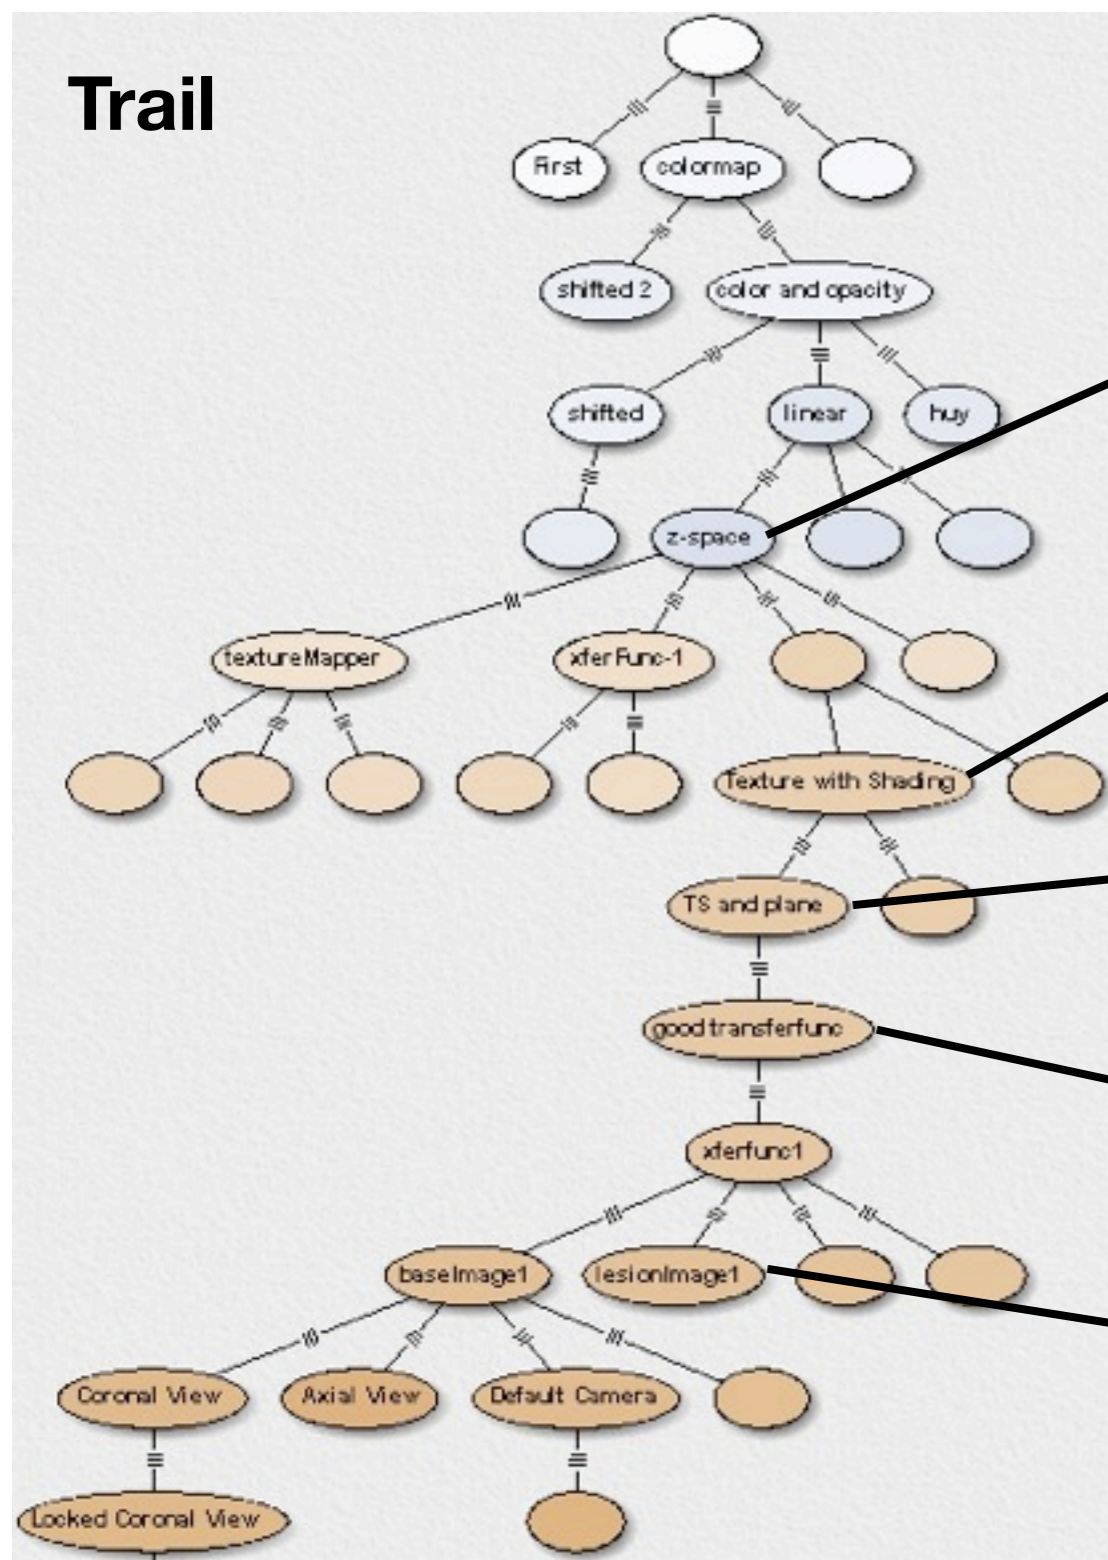 Trail
First
colormap
shifted 2
color and opacity
shifted
linear
huy
z-space
textureMapper
xferFunc-1
Texture with Shading
TS and plane
good transferfunc
xferfunc1
baseImage1
lesionImage1
Coronal View
Axial View
Default Camera
Locked Coronal View